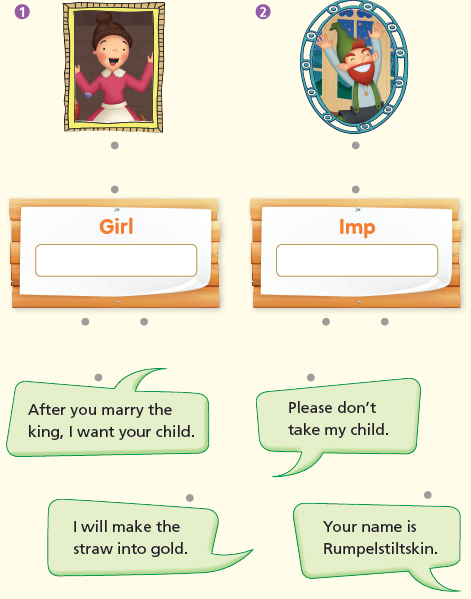 1
2
Girl
Imp
After you marry the
king, I want your child.
Please don't
take my child.
I will make the
straw into gold.
Your name is
Rumpelstiltskin.